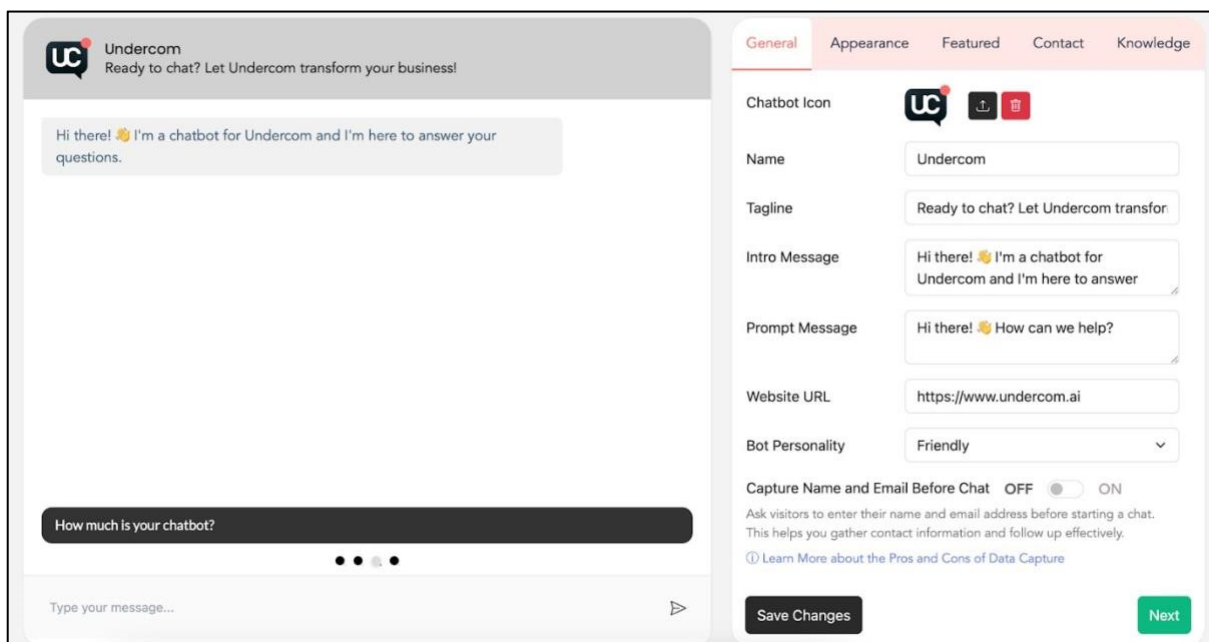 UC
Undercom
Ready to chat? Let Undercom transform your business!
Hi there! 👋 I'm a chatbot for Undercom and I'm here to answer your
questions.
How much is your chatbot?
Type your message...
General Appearance Featured Contact Knowledge
Chatbot Icon
UC
Name
Undercom
Tagline
Ready to chat? Let Undercom transfor
Intro Message
Hi there! 👋 I'm a chatbot for
Undercom and I'm here to answer
Prompt Message
Hi there! 👋 How can we help?
Website URL
https://www.undercom.ai
Bot Personality
Friendly
Capture Name and Email Before Chat OFF ON
Ask visitors to enter their name and email address before starting a chat.
This helps you gather contact information and follow up effectively.
ⓘ Learn More about the Pros and Cons of Data Capture
Save Changes
Next